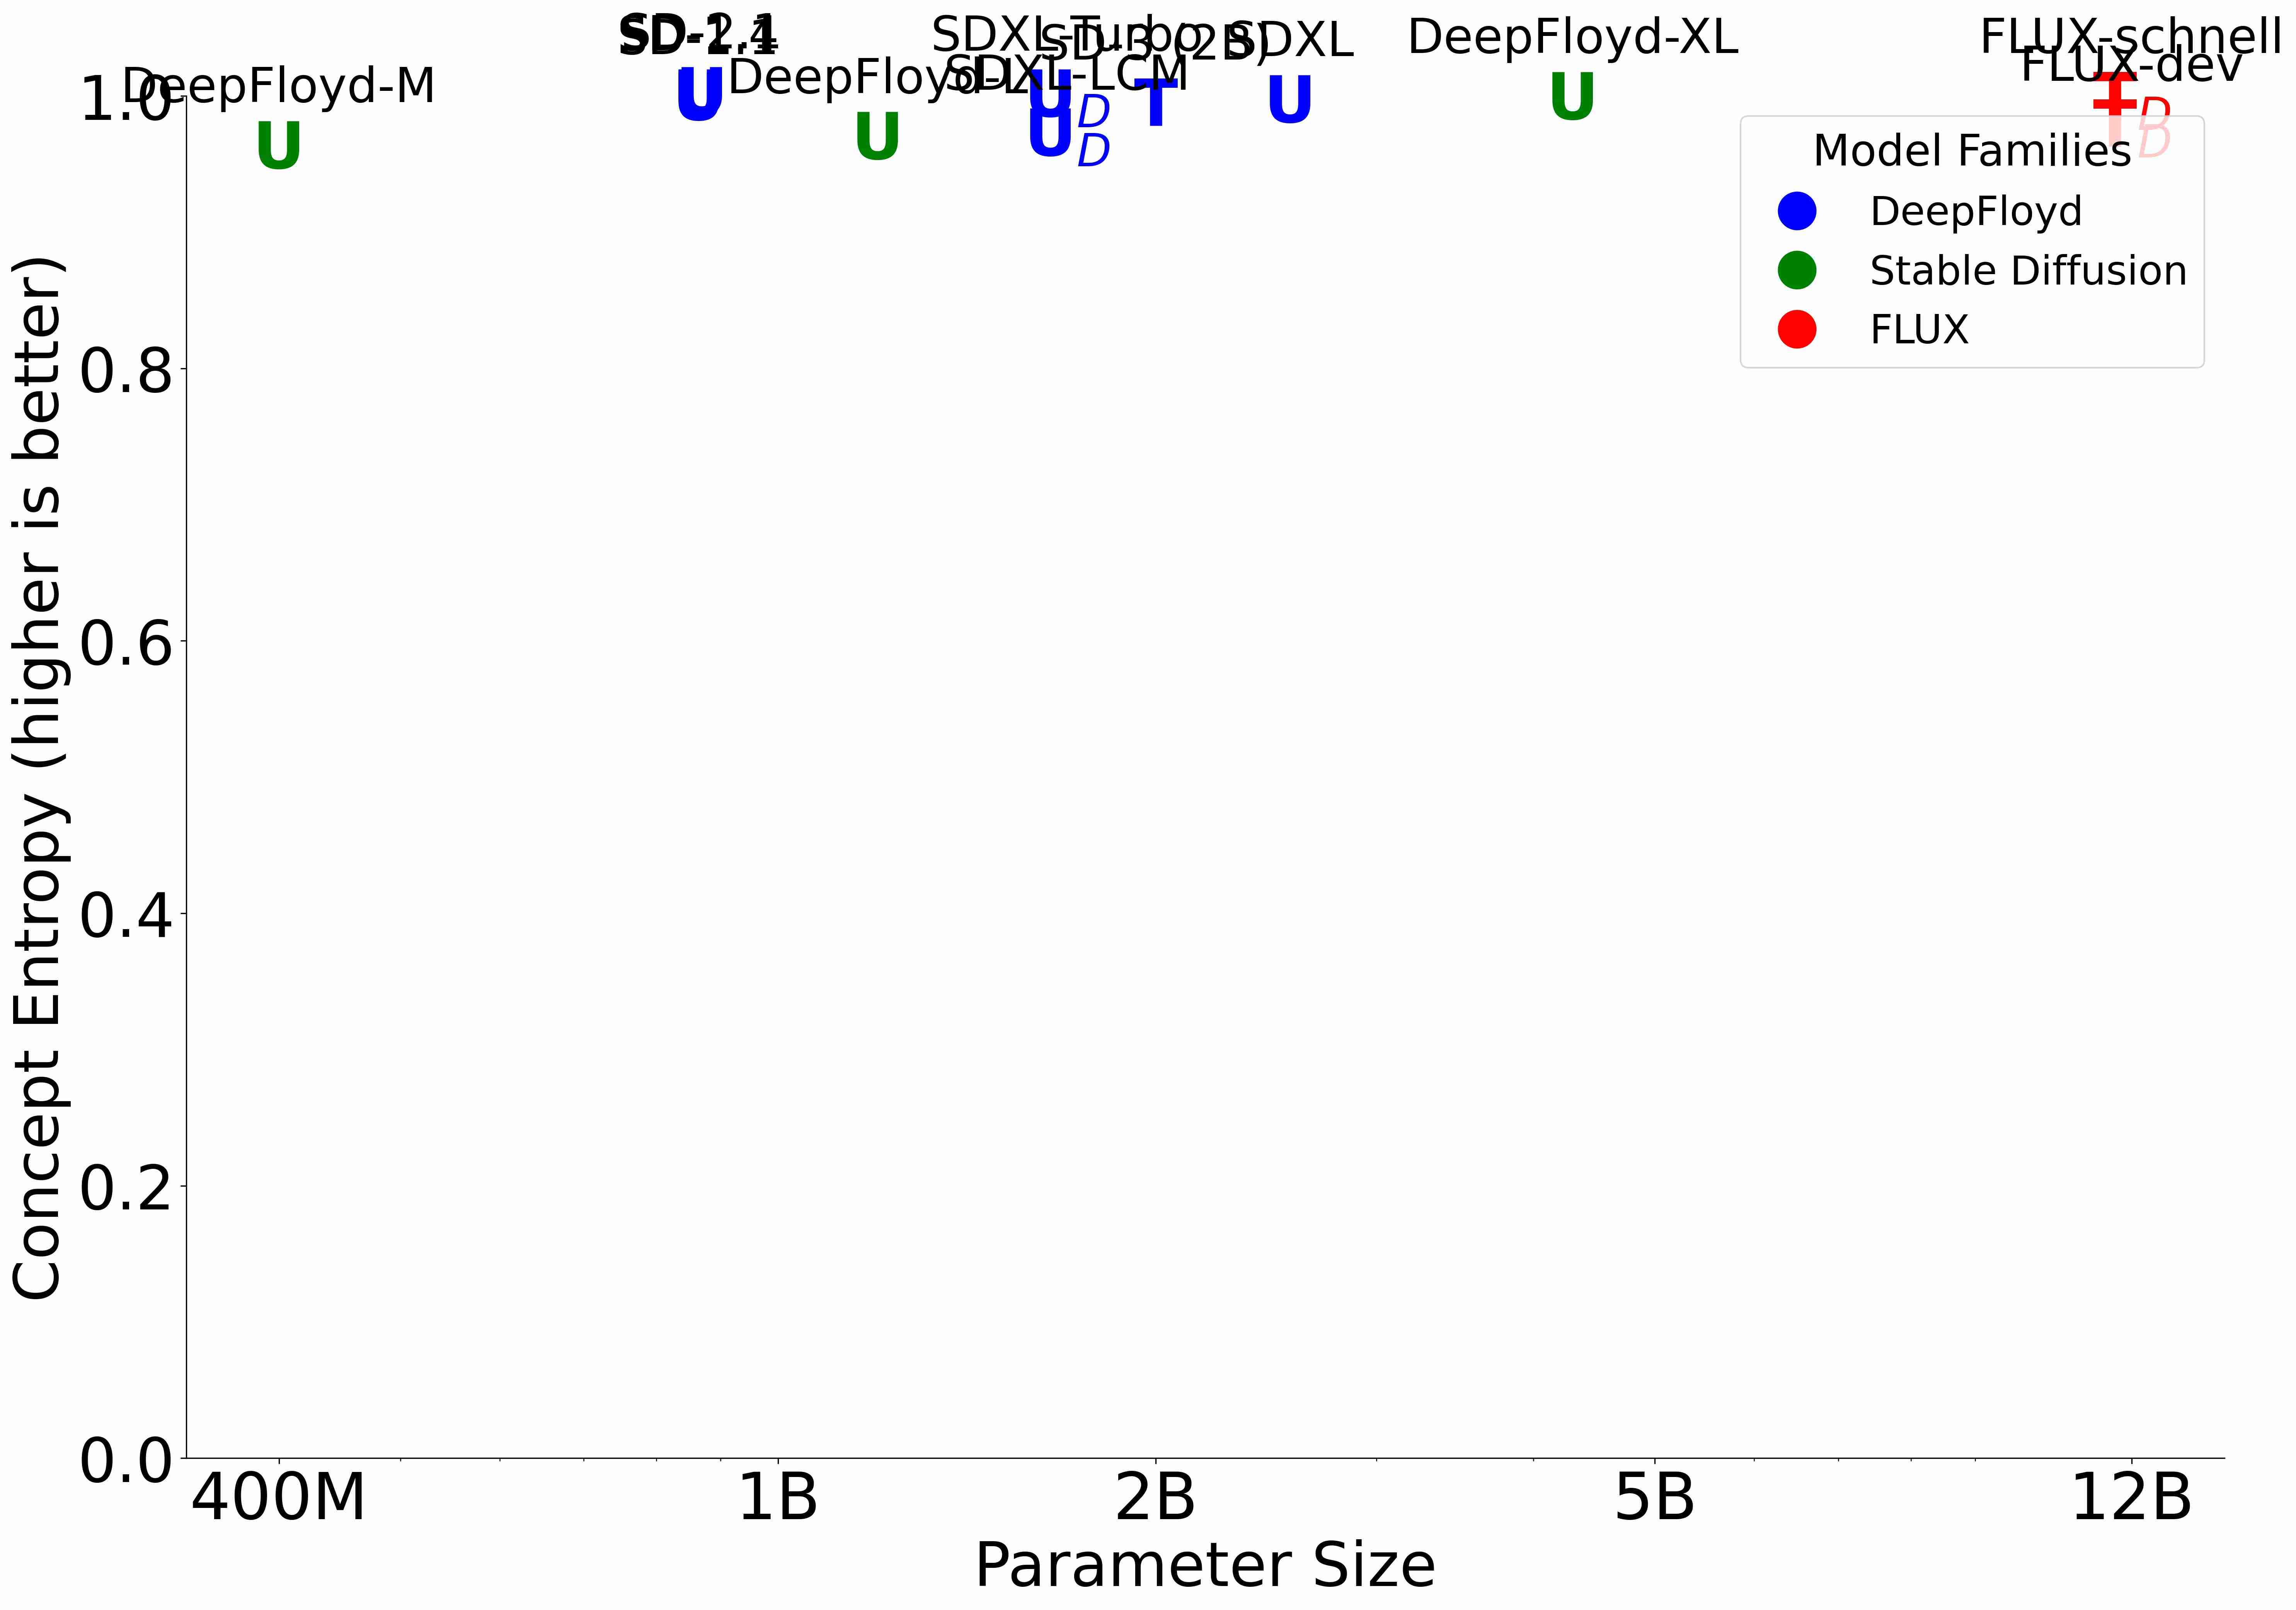 SD-2.1
SD-1.4
SDXL-Turbo
SD-3 (2B)
SDXL
DeepFloyd-XL
FLUX-schnell
FLUX-dev
DeepFloyd-M
DeepFloyd-L
SDXL-LCM
U
U
U
U
D
U
D
T
U
U
T
D
T
D
Model Families
DeepFloyd
Stable Diffusion
FLUX
Concept Entropy (higher is better)
1.0
0.8
0.6
0.4
0.2
0.0
400M
1B
2B
5B
12B
Parameter Size